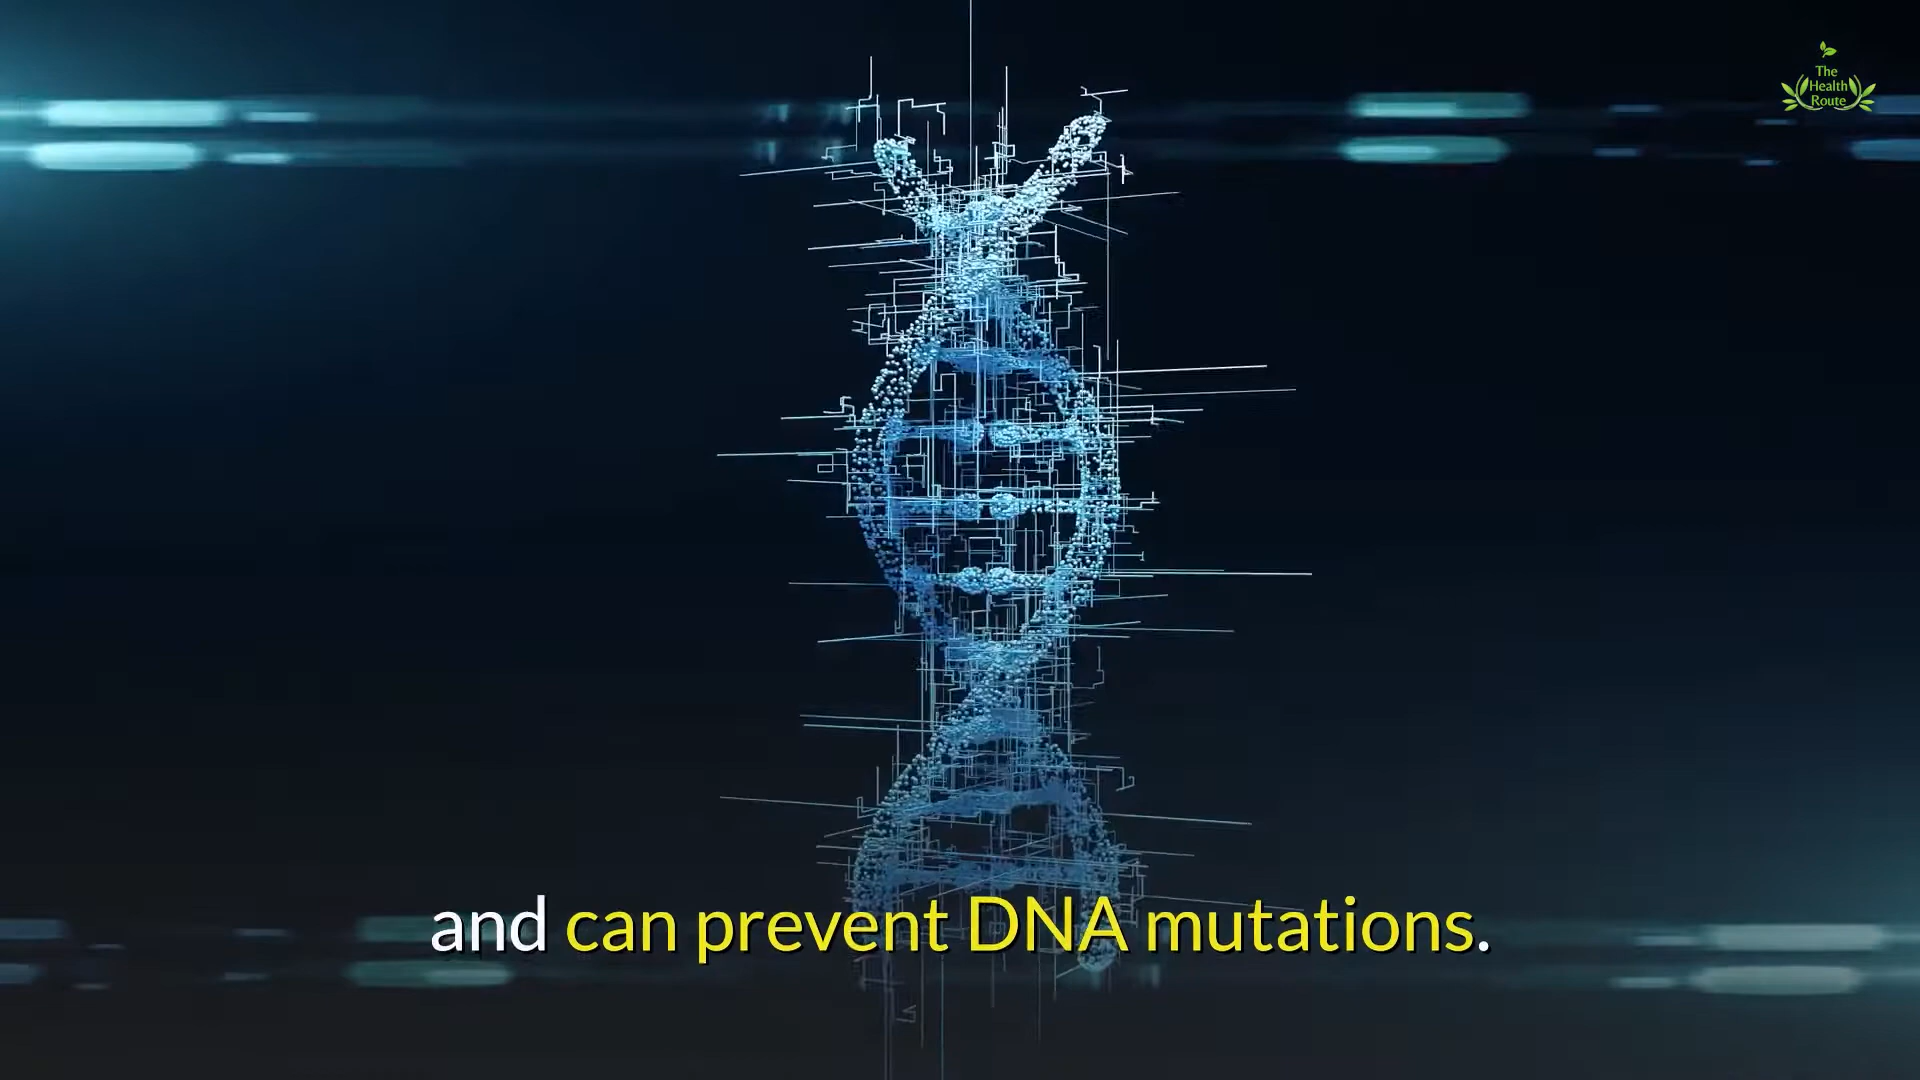 The
Health
Route
and can prevent DNA mutations.